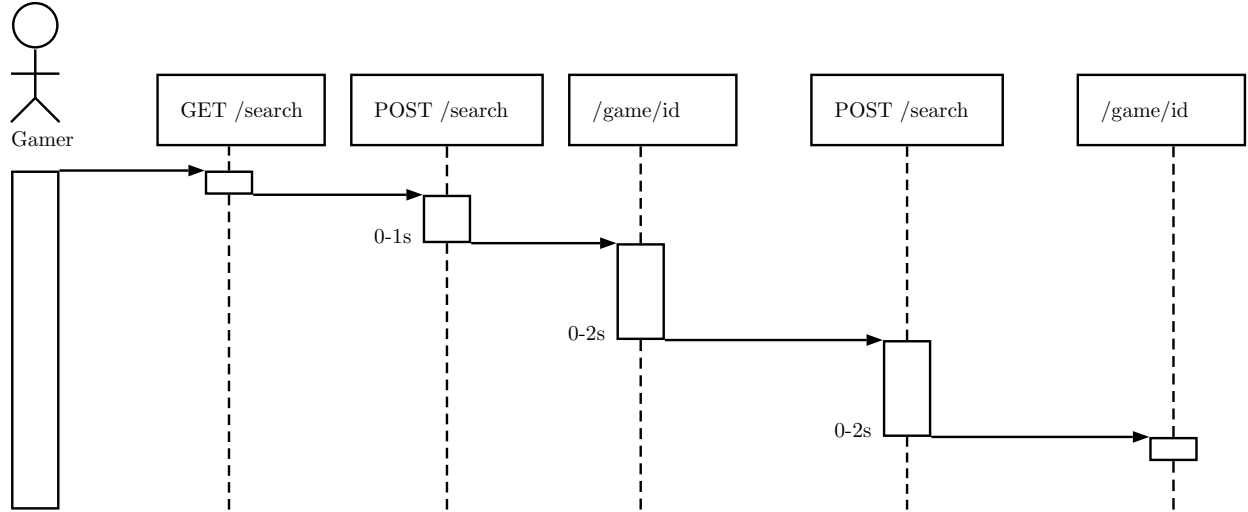 GET /search
POST /search
/game/id
POST /search
/game/id
Gamer
0-1s
0-2s
0-2s